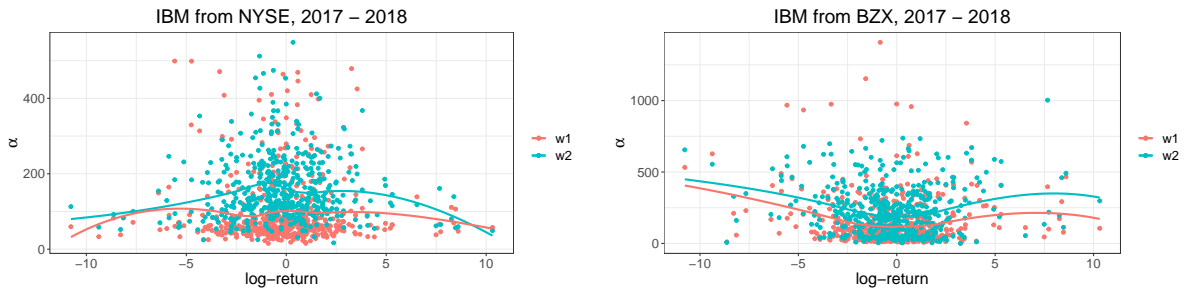 IBM from NYSE, 2017 − 2018
α
400
200
0
−10 −5 0 5 10
log−return
w1
w2
IBM from BZX, 2017 − 2018
α
1000
500
0
−10 −5 0 5 10
log−return
w1
w2